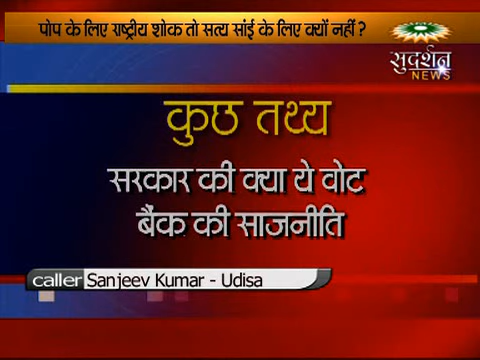 पोप के लिए राष्ट्रीय शोक तो सत्य सांई के लिए क्यों नहीं ?
सुदर्शन
NEWS
कुछ तथ्य
सरकार की क्या ये वोट
बैंक की साजनीति
caller Sanjeev Kumar - Udisa